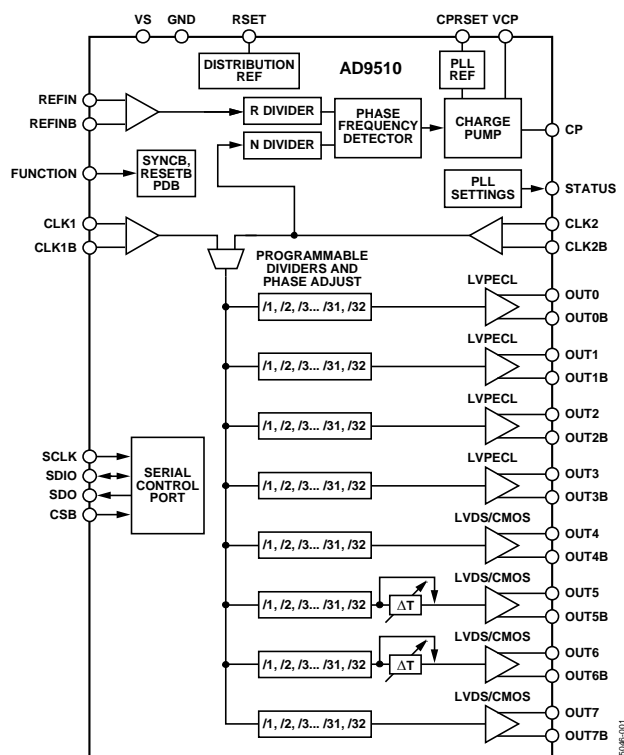 VS
GND
RSET
CPRSET
VCP
DISTRIBUTION
REF
AD9510
PLL
REF
REFIN
REFINB
R DIVIDER
N DIVIDER
PHASE
FREQUENCY
DETECTOR
CHARGE
PUMP
CP
FUNCTION
SYNCB,
RESETB
PDB
PLL
SETTINGS
STATUS
CLK1
CLK1B
CLK2
CLK2B
PROGRAMMABLE
DIVIDERS AND
PHASE ADJUST
LVPECL
/1, /2, /3... /31, /32
OUT0
OUT0B
LVPECL
/1, /2, /3... /31, /32
OUT1
OUT1B
LVPECL
/1, /2, /3... /31, /32
OUT2
OUT2B
SCLK
SDIO
SDO
CSB
SERIAL
CONTROL
PORT
LVPECL
/1, /2, /3... /31, /32
OUT3
OUT3B
LVDS/CMOS
/1, /2, /3... /31, /32
OUT4
OUT4B
LVDS/CMOS
/1, /2, /3... /31, /32
ΔT
OUT5
OUT5B
LVDS/CMOS
/1, /2, /3... /31, /32
ΔT
OUT6
OUT6B
LVDS/CMOS
/1, /2, /3... /31, /32
OUT7
OUT7B